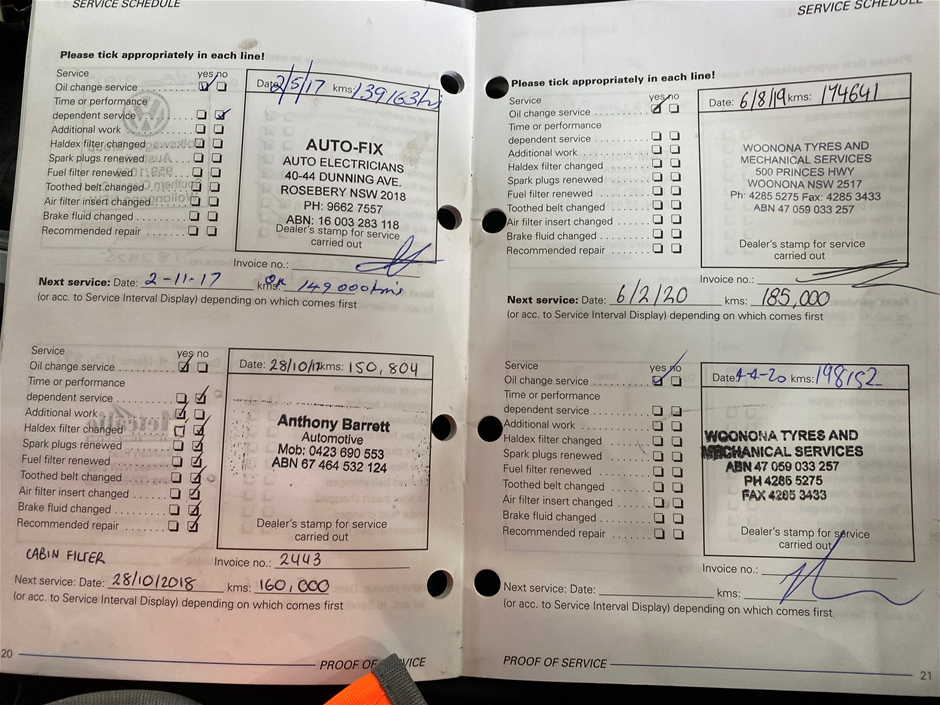 SERVICE SCHEDULE
Please tick appropriately in each line!
Service
yes no
Oil change service
Time or performance
dependent service
Additional work
Haldex filter changed
Spark plugs renewed
Fuel filter renewed
Toothed belt changed
Air filter insert changed
Brake fluid changed
Recommended repair
Date: 2/5/17 kms: 139163
AUTO-FIX
AUTO ELECTRICIANS
40-44 DUNNING AVE.
ROSEBERY NSW 2018
PH: 9662 7557
ABN: 16 003 283 118
Dealer's stamp for service
carried out
Invoice no.:
Next service: Date: 2-11-17 kms: OR 149000km's
(or acc. to Service Interval Display) depending on which comes first
Service
yes no
Oil change service
Time or performance
dependent service
Additional work
Haldex filter changed
Spark plugs renewed
Fuel filter renewed
Toothed belt changed
Air filter insert changed
Brake fluid changed
Recommended repair
Date: 28/10/17 kms: 150,804
Anthony Barrett
Automotive
Mob: 0423 690 553
ABN 67 464 532 124
Dealer's stamp for service
carried out
CABIN FILTER
Invoice no.: 2443
Next service: Date: 28/10/2018 kms: 160,000
(or acc. to Service Interval Display) depending on which comes first
20
PROOF OF SERVICE
SERVICE SCHEDULE
Please tick appropriately in each line!
Service
yes no
Oil change service
Time or performance
dependent service
Additional work
Haldex filter changed
Spark plugs renewed
Fuel filter renewed
Toothed belt changed
Air filter insert changed
Brake fluid changed
Recommended repair
Date: 6/8/19 kms: 174641
WOONONA TYRES AND
MECHANICAL SERVICES
500 PRINCES HWY
WOONONA NSW 2517
Ph: 4285 5275 Fax: 4285 3433
ABN 47 059 033 257
Dealer's stamp for service
carried out
Invoice no.:
Next service: Date: 6/2/20 kms: 185,000
(or acc. to Service Interval Display) depending on which comes first
Service
yes no
Oil change service
Time or performance
dependent service
Additional work
Haldex filter changed
Spark plugs renewed
Fuel filter renewed
Toothed belt changed
Air filter insert changed
Brake fluid changed
Recommended repair
Date: 4-4-20 kms: 198152
WOONONA TYRES AND
MECHANICAL SERVICES
ABN 47 059 033 257
PH 4285 5275
FAX 4285 3433
Dealer's stamp for service
carried out
Invoice no.:
Next service: Date: kms:
(or acc. to Service Interval Display) depending on which comes first
PROOF OF SERVICE
21